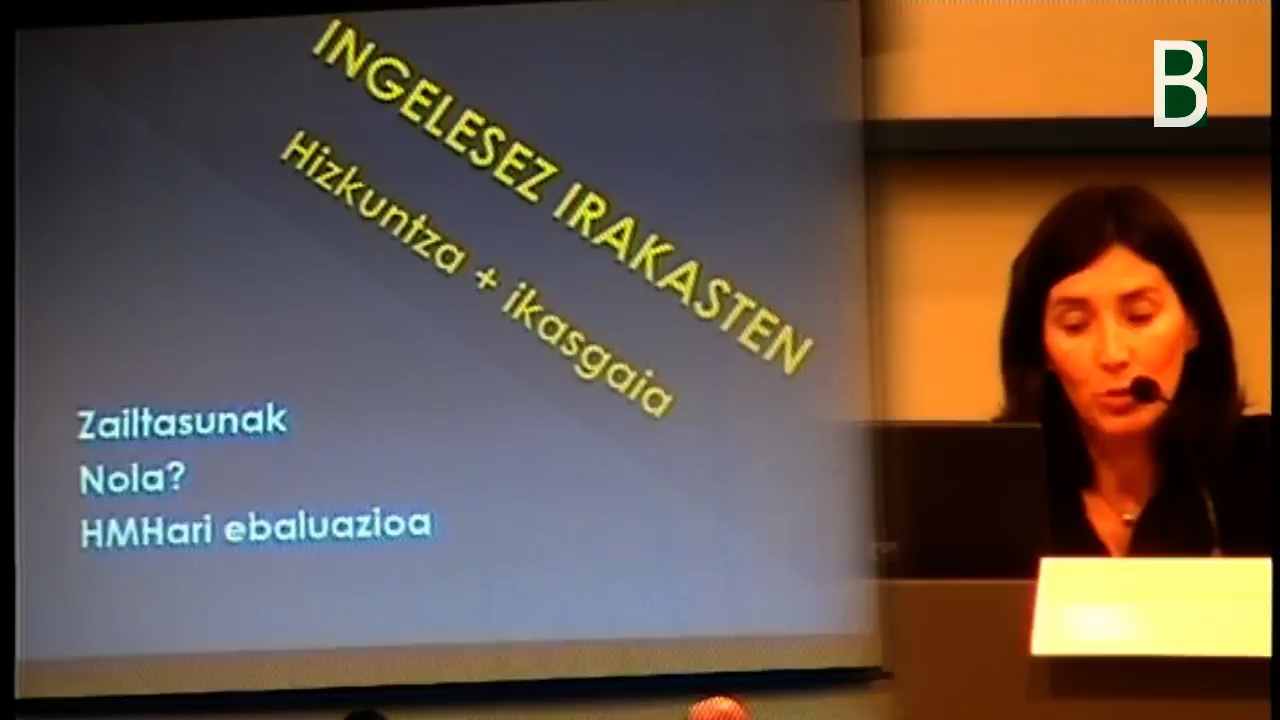 INGELESEZ IRAKASTEN
Hizkuntza + ikasgaia
Zailtasunak
Nola?
HMHari ebaluazioa
B